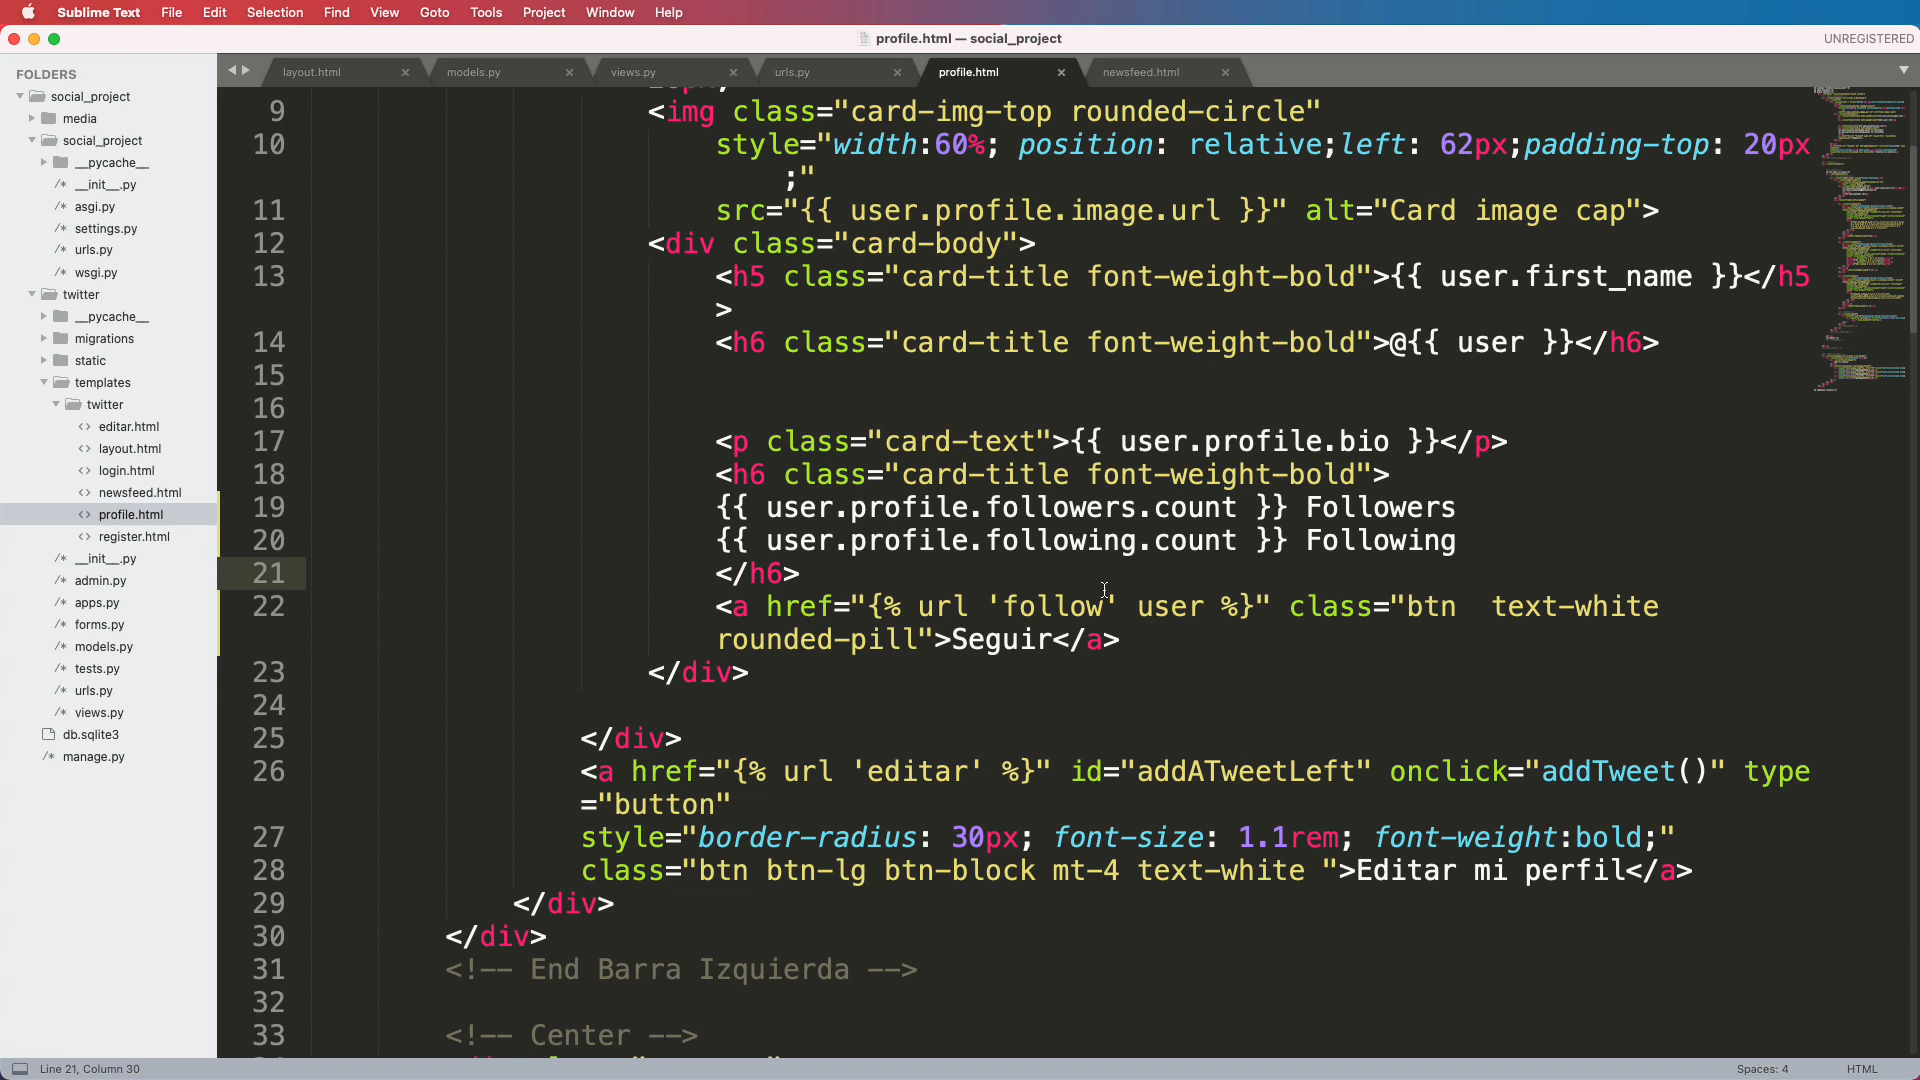 Sublime Text File Edit Selection Find View Goto Tools Project Window Help
profile.html — social_project
UNREGISTERED
FOLDERS
social_project
media
social_project
__pycache__
__init__.py
asgi.py
settings.py
urls.py
wsgi.py
twitter
__pycache__
migrations
static
templates
twitter
editar.html
layout.html
login.html
newsfeed.html
profile.html
register.html
__init__.py
admin.py
apps.py
forms.py
models.py
tests.py
urls.py
views.py
db.sqlite3
manage.py
layout.html models.py views.py urls.py profile.html newsfeed.html
9 <img class="card-img-top rounded-circle"
10 style="width:60%; position: relative;left: 62px;padding-top: 20px
;"
11 src="{{ user.profile.image.url }}" alt="Card image cap">
12 <div class="card-body">
13 <h5 class="card-title font-weight-bold">{{ user.first_name }}</h5
>
14 <h6 class="card-title font-weight-bold">@{{ user }}</h6>
15
16
17 <p class="card-text">{{ user.profile.bio }}</p>
18 <h6 class="card-title font-weight-bold">
19 {{ user.profile.followers.count }} Followers
20 {{ user.profile.following.count }} Following
21 </h6>
22 <a href="{% url 'follow' user %}" class="btn  text-white
rounded-pill">Seguir</a>
23 </div>
24
25 </div>
26 <a href="{% url 'editar' %}" id="addATweetLeft" onclick="addTweet()" type
="button"
27 style="border-radius: 30px; font-size: 1.1rem; font-weight:bold;"
28 class="btn btn-lg btn-block mt-4 text-white ">Editar mi perfil</a>
29 </div>
30 </div>
31 <!-- End Barra Izquierda -->
32
33 <!-- Center -->
Line 21, Column 30
Spaces: 4
HTML